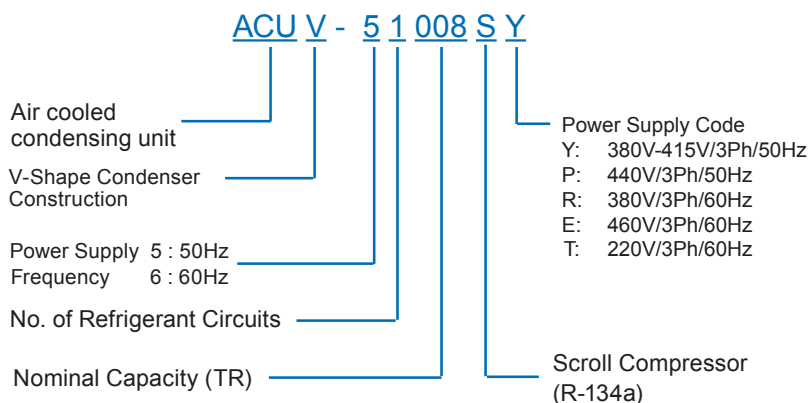 ACU V - 5 1 008 S Y
Air cooled
condensing unit
V-Shape Condenser
Construction
Power Supply 5 : 50Hz
Frequency 6 : 60Hz
No. of Refrigerant Circuits
Nominal Capacity (TR)
Power Supply Code
Y: 380V-415V/3Ph/50Hz
P: 440V/3Ph/50Hz
R: 380V/3Ph/60Hz
E: 460V/3Ph/60Hz
T: 220V/3Ph/60Hz
Scroll Compressor
(R-134a)